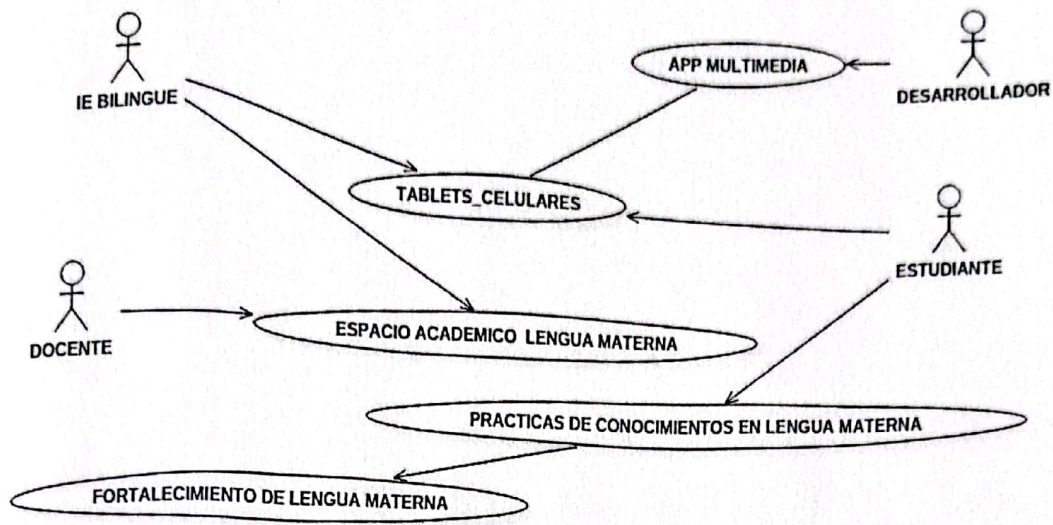 IE BILINGUE
APP MULTIMEDIA
DESARROLLADOR
TABLETS_CELULARES
ESTUDIANTE
DOCENTE
ESPACIO ACADEMICO LENGUA MATERNA
PRACTICAS DE CONOCIMIENTOS EN LENGUA MATERNA
FORTALECIMIENTO DE LENGUA MATERNA